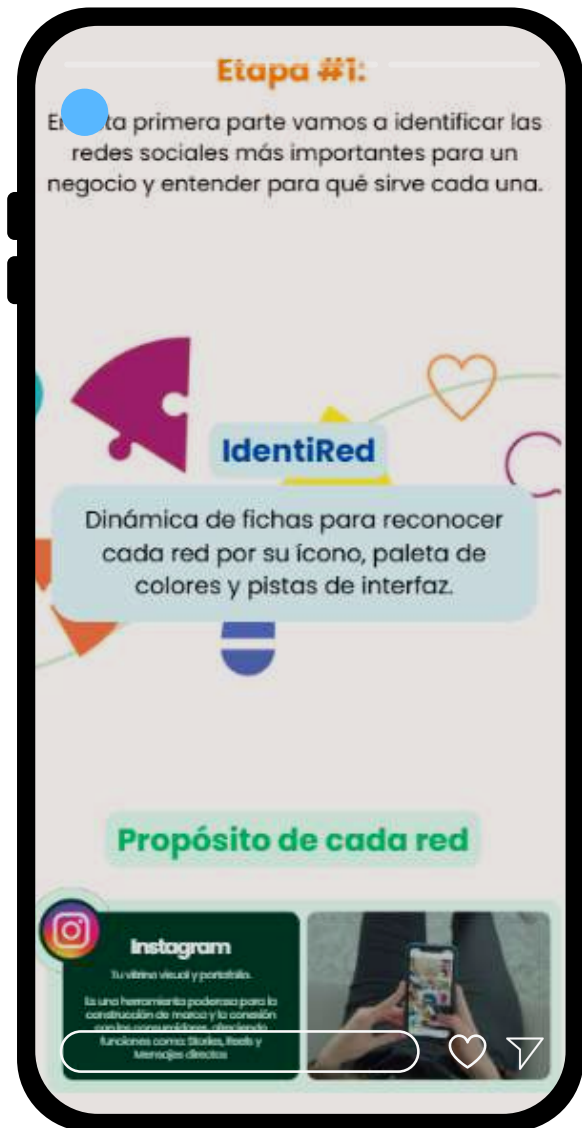 Etapa #1:
ta primera parte vamos a identificar las
redes sociales más importantes para un
negocio y entender para qué sirve cada una.
IdentiRed
Dinámica de fichas para reconocer
cada red por su ícono, paleta de
colores y pistas de interfaz.
Propósito de cada red
Instagram
Tu vitrina visual y portafolio.
Es una herramienta poderosa para la
construcción de marca y la conexión
con los consumidores, ofreciendo
funciones como: Stories, Reels y
Mensajes directos